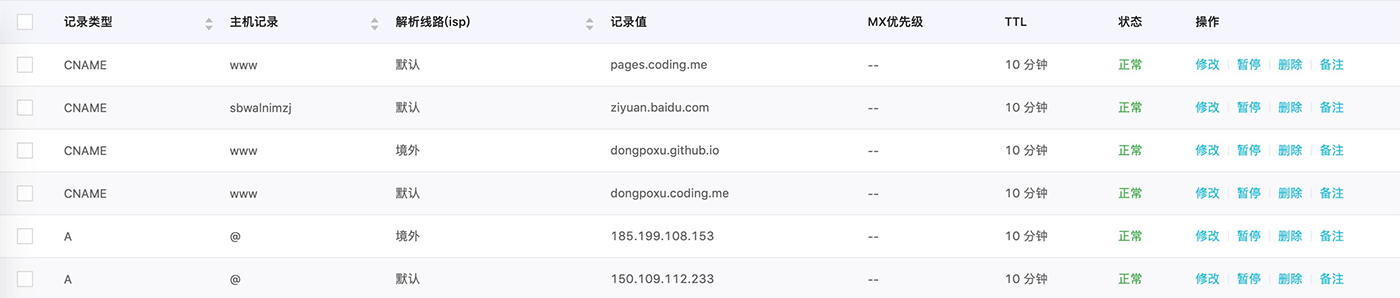 记录类型 主机记录 解析线路(isp) 记录值 MX优先级 TTL 状态 操作
CNAME www 默认 pages.coding.me -- 10 分钟 正常 修改 暂停 删除 备注
CNAME sbwalnimzj 默认 ziyuan.baidu.com -- 10 分钟 正常 修改 暂停 删除 备注
CNAME www 境外 dongpoxu.github.io -- 10 分钟 正常 修改 暂停 删除 备注
CNAME www 默认 dongpoxu.coding.me -- 10 分钟 正常 修改 暂停 删除 备注
A @ 境外 185.199.108.153 -- 10 分钟 正常 修改 暂停 删除 备注
A @ 默认 150.109.112.233 -- 10 分钟 正常 修改 暂停 删除 备注